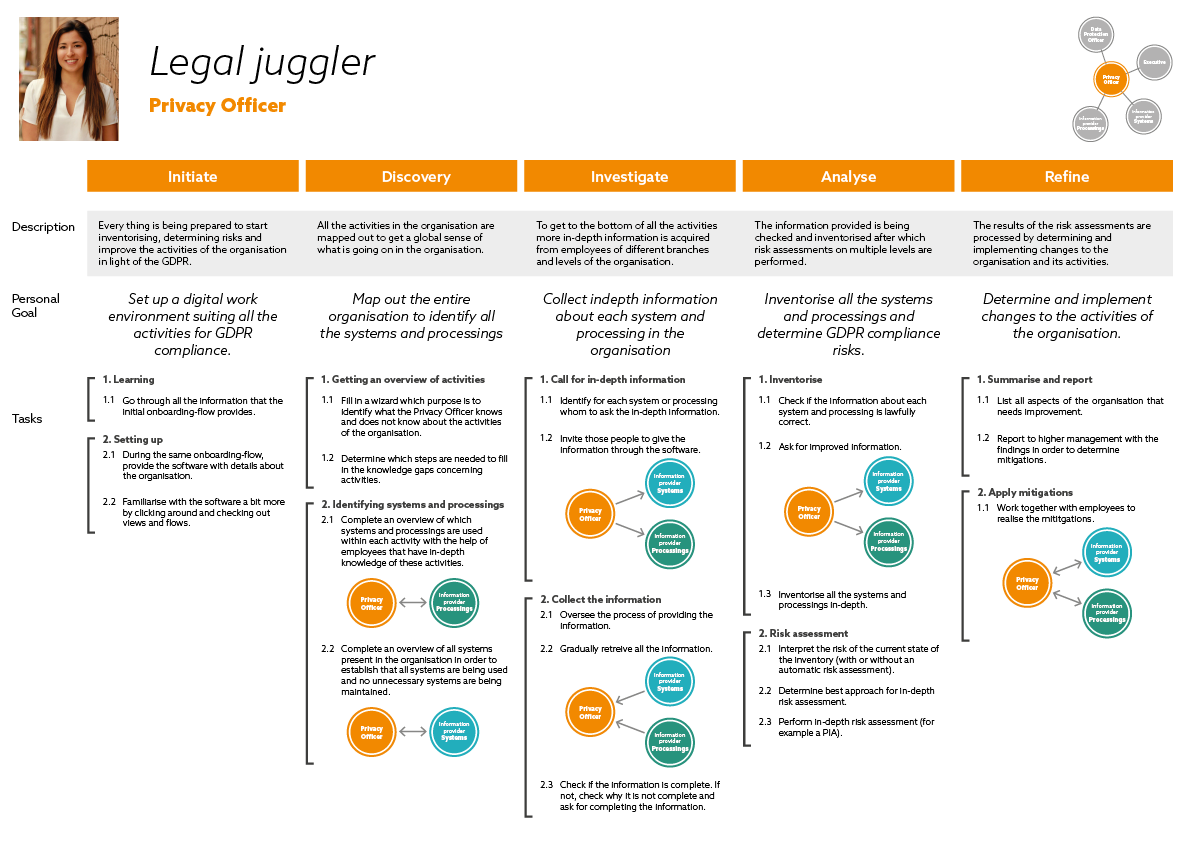 Legal juggler
Privacy Officer
Data
Protection
Officer
Executive
Privacy
Officer
Information
provider
Systems
Information
provider
Processings
Initiate
Discovery
Investigate
Analyse
Refine
Description
Every thing is being prepared to start
inventorising, determining risks and
improve the activities of the organisation
in light of the GDPR.
All the activities in the organisation are
mapped out to get a global sense of
what is going on in the organisation.
To get to the bottom of all the activities
more in-depth information is acquired
from employees of different branches
and levels of the organisation.
The information provided is being
checked and inventorised after which
risk assessments on multiple levels are
performed.
The results of the risk assessments are
processed by determining and
implementing changes to the
organisation and its activities.
Personal
Goal
Set up a digital work
environment suiting all the
activities for GDPR
compliance.
Map out the entire
organisation to identify all
the systems and processings
Collect indepth information
about each system and
processing in the
organisation
Inventorise all the systems
and processings and
determine GDPR compliance
risks.
Determine and implement
changes to the activities of
the organisation.
Tasks
1. Learning
1.1 Go through all the information that the
initial onboarding-flow provides.
2. Setting up
2.1 During the same onboarding-flow,
provide the software with details about
the organisation.
2.2 Familiarise with the software a bit more
by clicking around and checking out
views and flows.
1. Getting an overview of activities
1.1 Fill in a wizard which purpose is to
identify what the Privacy Officer knows
and does not know about the activities
of the organisation.
1.2 Determine which steps are needed to fill
in the knowledge gaps concerning
activities.
2. Identifying systems and processings
2.1 Complete an overview of which
systems and processings are used
within each activity with the help of
employees that have in-depth
knowledge of these activities.
Privacy
Officer
Information
provider
Processings
2.2 Complete an overview of all systems
present in the organisation in order to
establish that all systems are being used
and no unnecessary systems are being
maintained.
Privacy
Officer
Information
provider
Systems
1. Call for in-depth information
1.1 Identify for each system or processing
whom to ask the in-depth information.
1.2 Invite those people to give the
information through the software.
Information
provider
Systems
Privacy
Officer
Information
provider
Processings
2. Collect the information
2.1 Oversee the process of providing the
information.
2.2 Gradually retreive all the information.
Information
provider
Systems
Privacy
Officer
Information
provider
Processings
2.3 Check if the information is complete. If
not, check why it is not complete and
ask for completing the information.
1. Inventorise
1.1 Check if the information about each
system and processing is lawfully
correct.
1.2 Ask for improved information.
Information
provider
Systems
Privacy
Officer
Information
provider
Processings
1.3 Inventorise all the systems and
processings in-depth.
2. Risk assessment
2.1 Interpret the risk of the current state of
the inventory (with or without an
automatic risk assessment).
2.2 Determine best approach for in-depth
risk assessment.
2.3 Perform in-depth risk assessment (for
example a PIA).
1. Summarise and report
1.1 List all aspects of the organisation that
needs improvement.
1.2 Report to higher management with the
findings in order to determine
mitigations.
2. Apply mitigations
1.1 Work together with employees to
realise the mititgations.
Information
provider
Systems
Privacy
Officer
Information
provider
Processings